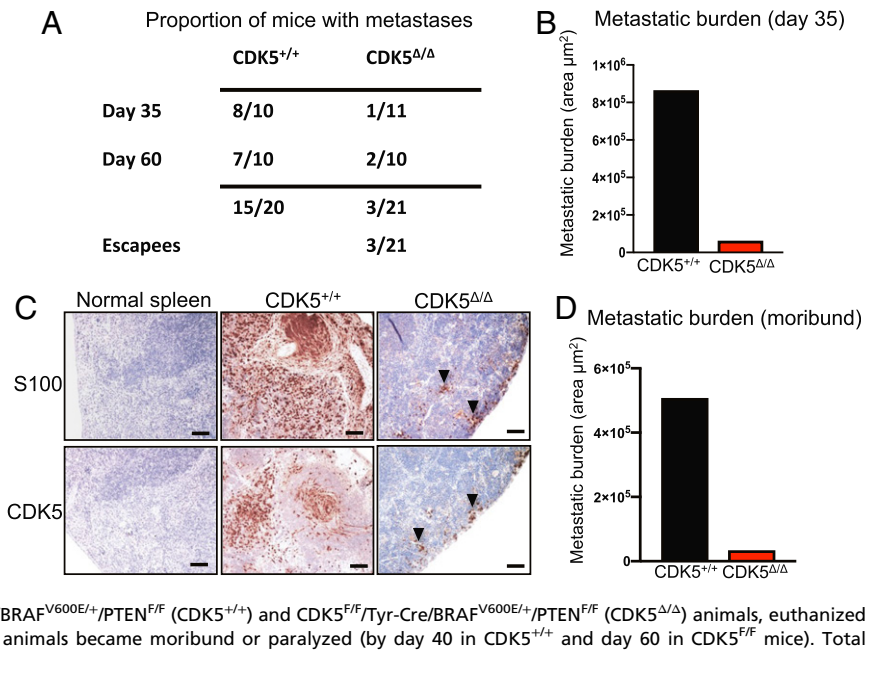 A
Proportion of mice with metastases
CDK5+/+ CDK5Δ/Δ
Day 35 8/10 1/11
Day 60 7/10 2/10
15/20 3/21
Escapees 3/21
B
Metastatic burden (day 35)
Metastatic burden (area µm²)
1×10⁶
8×10⁵
6×10⁵
4×10⁵
2×10⁵
0
CDK5+/+ CDK5Δ/Δ
C
Normal spleen CDK5+/+ CDK5Δ/Δ
S100
CDK5
D
Metastatic burden (moribund)
Metastatic burden (area µm²)
6×10⁵
4×10⁵
2×10⁵
0
CDK5+/+ CDK5Δ/Δ
BRAFV600E/+/PTENF/F (CDK5+/+) and CDK5F/F/Tyr-Cre/BRAFV600E/+/PTENF/F (CDK5Δ/Δ) animals, euthanized
animals became moribund or paralyzed (by day 40 in CDK5+/+ and day 60 in CDK5F/F mice). Total